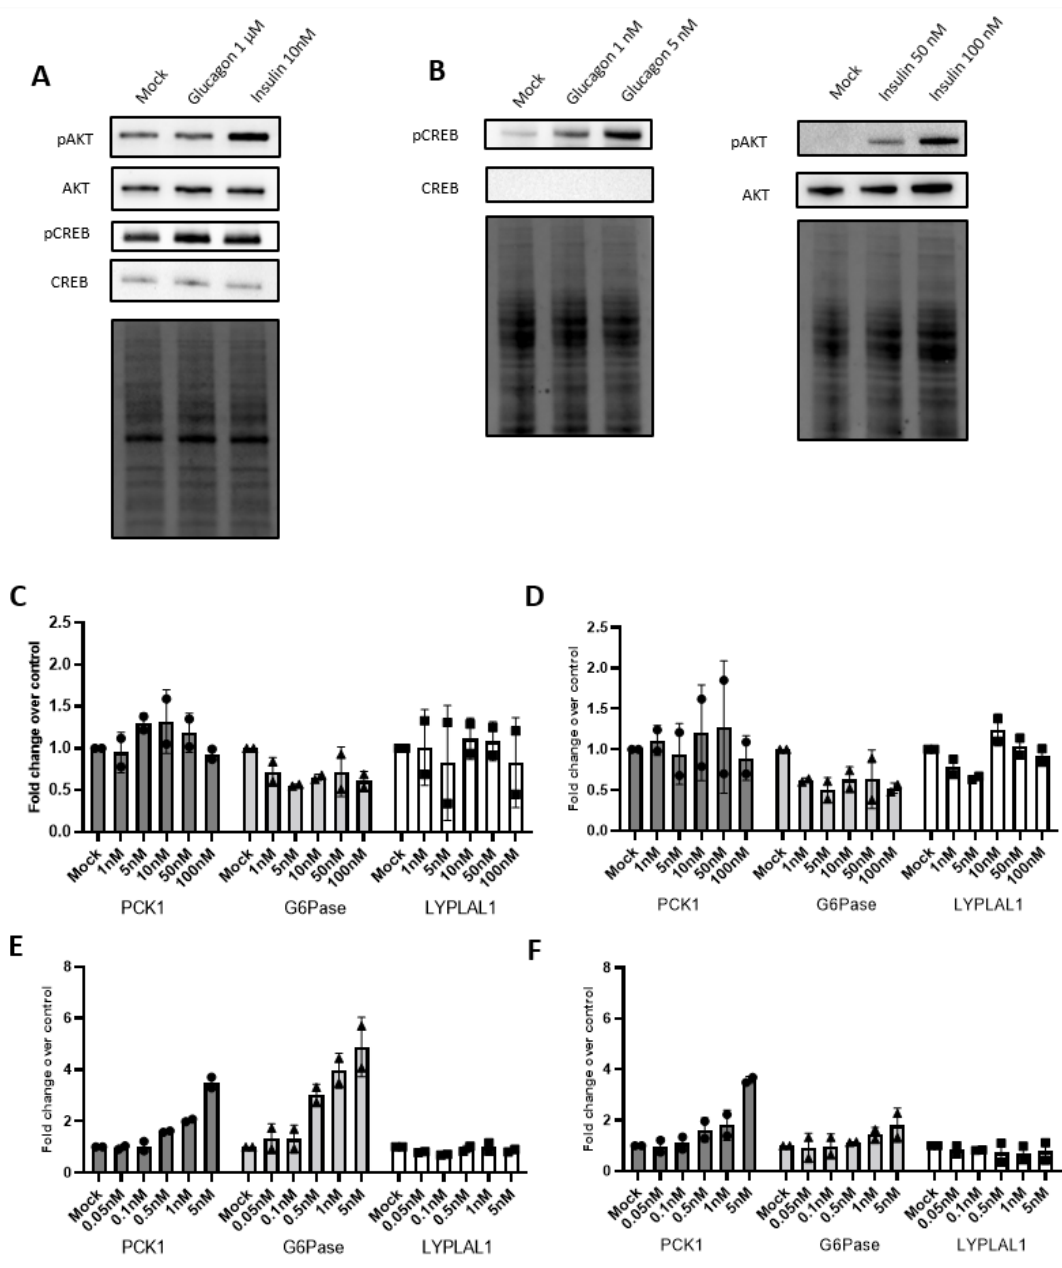 A
Mock
Glucagon 1 μM
Insulin 10nM
pAKT
AKT
pCREB
CREB
B
Mock
Glucagon 1 nM
Glucagon 5 nM
pCREB
CREB
Mock
Insulin 50 nM
Insulin 100 nM
pAKT
AKT
C
Fold change over control
2.5
2.0
1.5
1.0
0.5
0.0
Mock 1nM 5nM 10nM 50nM 100nM
Mock 1nM 5nM 10nM 50nM 100nM
Mock 1nM 5nM 10nM 50nM 100nM
PCK1 G6Pase LYPLAL1
D
Fold change over control
2.5
2.0
1.5
1.0
0.5
0.0
Mock 1nM 5nM 10nM 50nM 100nM
Mock 1nM 5nM 10nM 50nM 100nM
Mock 1nM 5nM 10nM 50nM 100nM
PCK1 G6Pase LYPLAL1
E
Fold change over control
8
6
4
2
0
Mock 0.05nM 0.1nM 0.5nM 1nM 5nM
Mock 0.05nM 0.1nM 0.5nM 1nM 5nM
Mock 0.05nM 0.1nM 0.5nM 1nM 5nM
PCK1 G6Pase LYPLAL1
F
Fold change over control
8
6
4
2
0
Mock 0.05nM 0.1nM 0.5nM 1nM 5nM
Mock 0.05nM 0.1nM 0.5nM 1nM 5nM
Mock 0.05nM 0.1nM 0.5nM 1nM 5nM
PCK1 G6Pase LYPLAL1